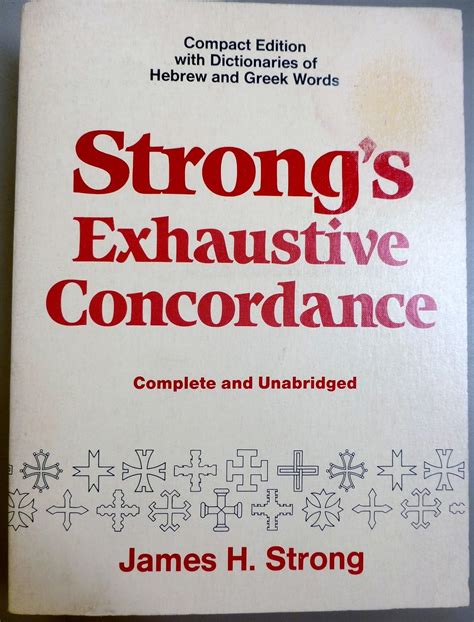 Compact Edition
with Dictionaries of
Hebrew and Greek Words
Strong's
Exhaustive
Concordance
Complete and Unabridged
James H. Strong